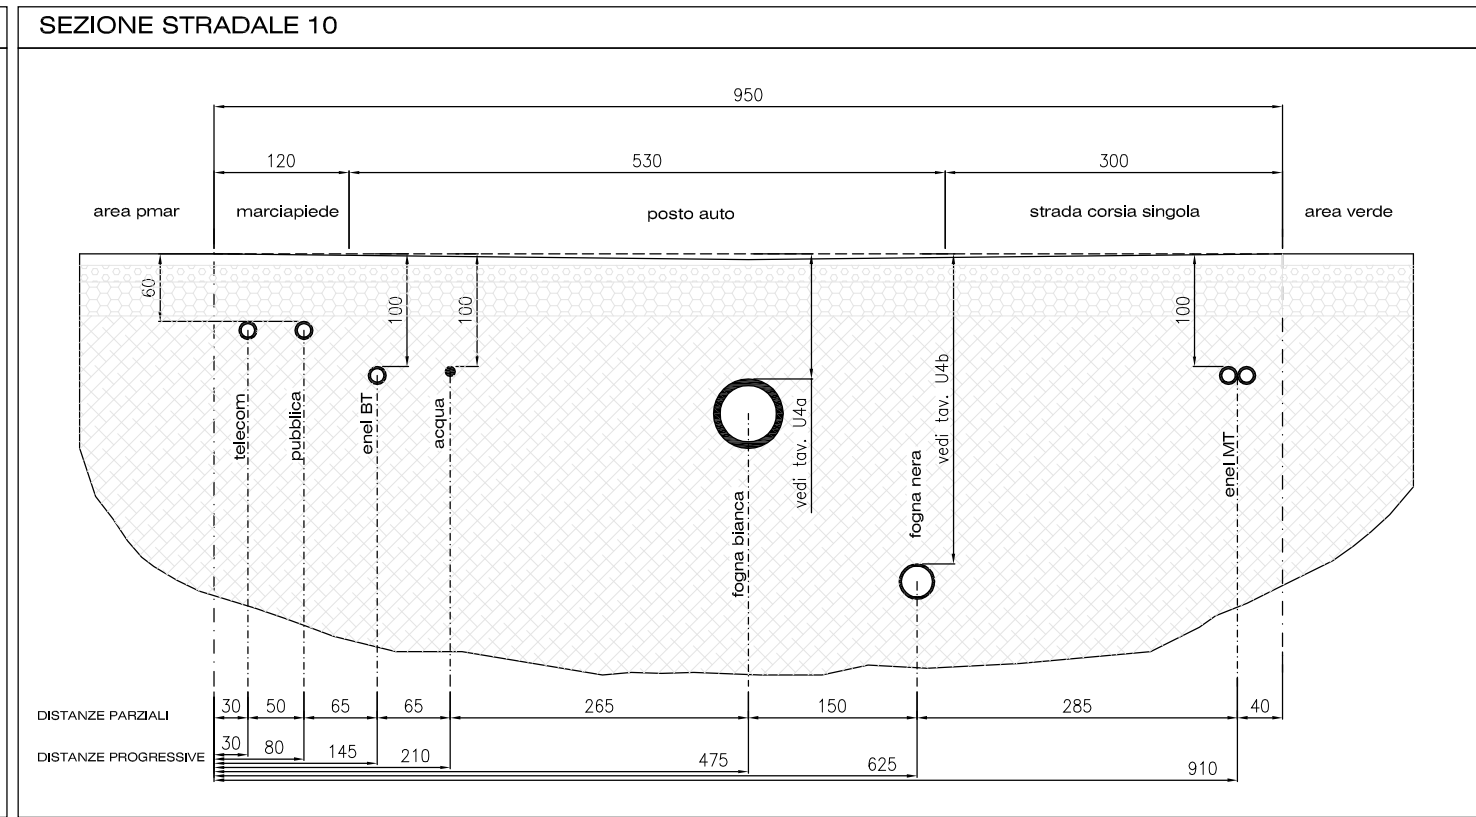 SEZIONE STRADALE 10
950
120 530 300
area pmar marciapiede posto auto strada corsia singola area verde
60 100 100 100
telecom
pubblica
enel BT
acqua
fogna bianca
vedi tav. U4a
fogna nera
vedi tav. U4b
enel MT
DISTANZE PARZIALI 30 50 65 65 265 150 285 40
DISTANZE PROGRESSIVE 30 80 145 210 475 625 910